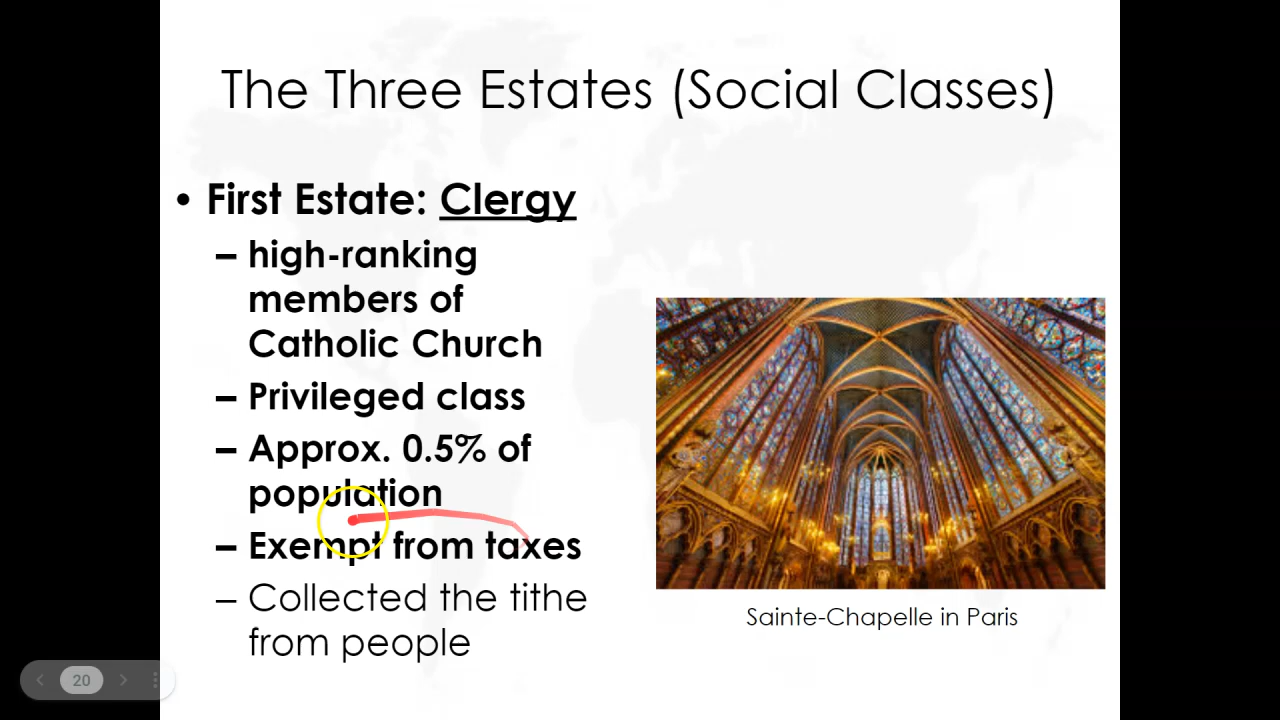 The Three Estates (Social Classes)
• First Estate: Clergy
– high-ranking
members of
Catholic Church
– Privileged class
– Approx. 0.5% of
population
– Exempt from taxes
– Collected the tithe
from people
Sainte-Chapelle in Paris
20